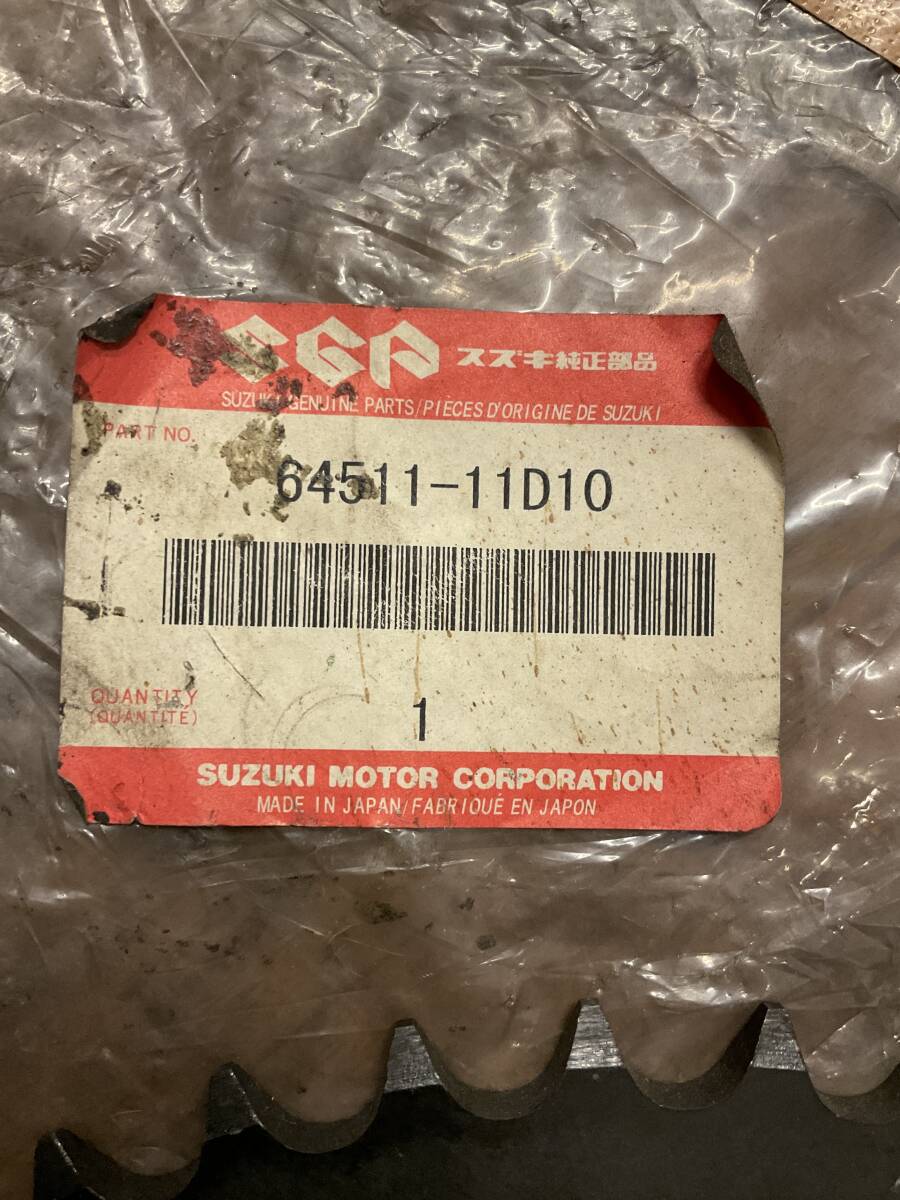 SGP スズキ純正部品
SUZUKI GENUINE PARTS/PIECES D'ORIGINE DE SUZUKI
PART NO.
64511-11D10
QUANTITY
(QUANTITÉ)
1
SUZUKI MOTOR CORPORATION
MADE IN JAPAN/FABRIQUÉ EN JAPON